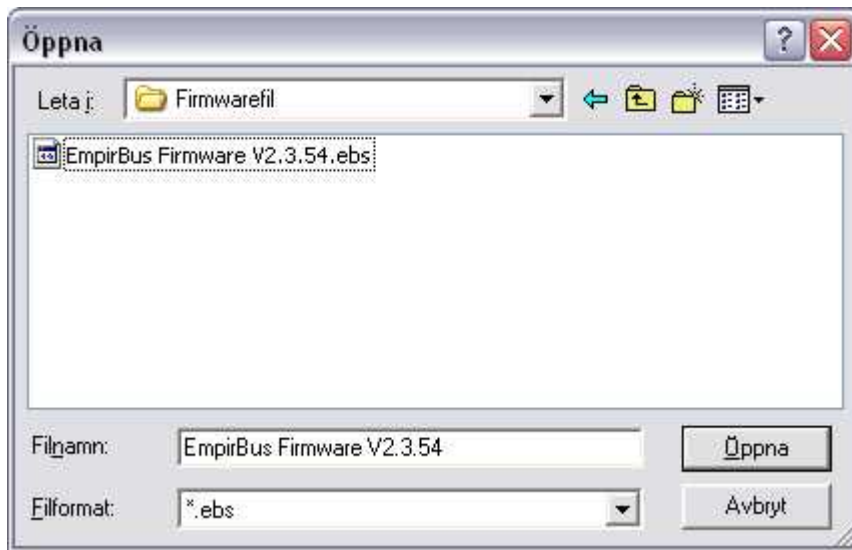 Öppna
Leta i: Firmwarefil
EmpirBus Firmware V2.3.54.ebs
Filnamn: EmpirBus Firmware V2.3.54 Öppna
Filformat: *.ebs Avbryt